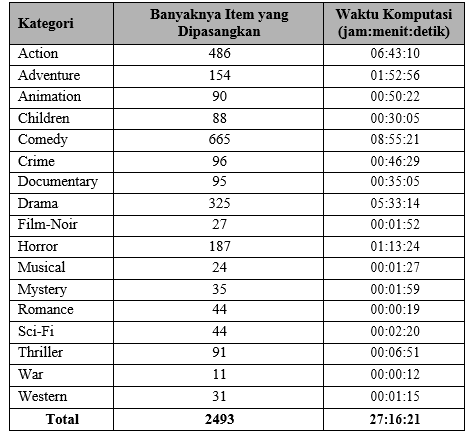 Kategori Banyaknya Item yang Dipasangkan Waktu Komputasi (jam:menit:detik)
Action 486 06:43:10
Adventure 154 01:52:56
Animation 90 00:50:22
Children 88 00:30:05
Comedy 665 08:55:21
Crime 96 00:46:29
Documentary 95 00:35:05
Drama 325 05:33:14
Film-Noir 27 00:01:52
Horror 187 01:13:24
Musical 24 00:01:27
Mystery 35 00:01:59
Romance 44 00:00:19
Sci-Fi 44 00:02:20
Thriller 91 00:06:51
War 11 00:00:12
Western 31 00:01:15
Total 2493 27:16:21